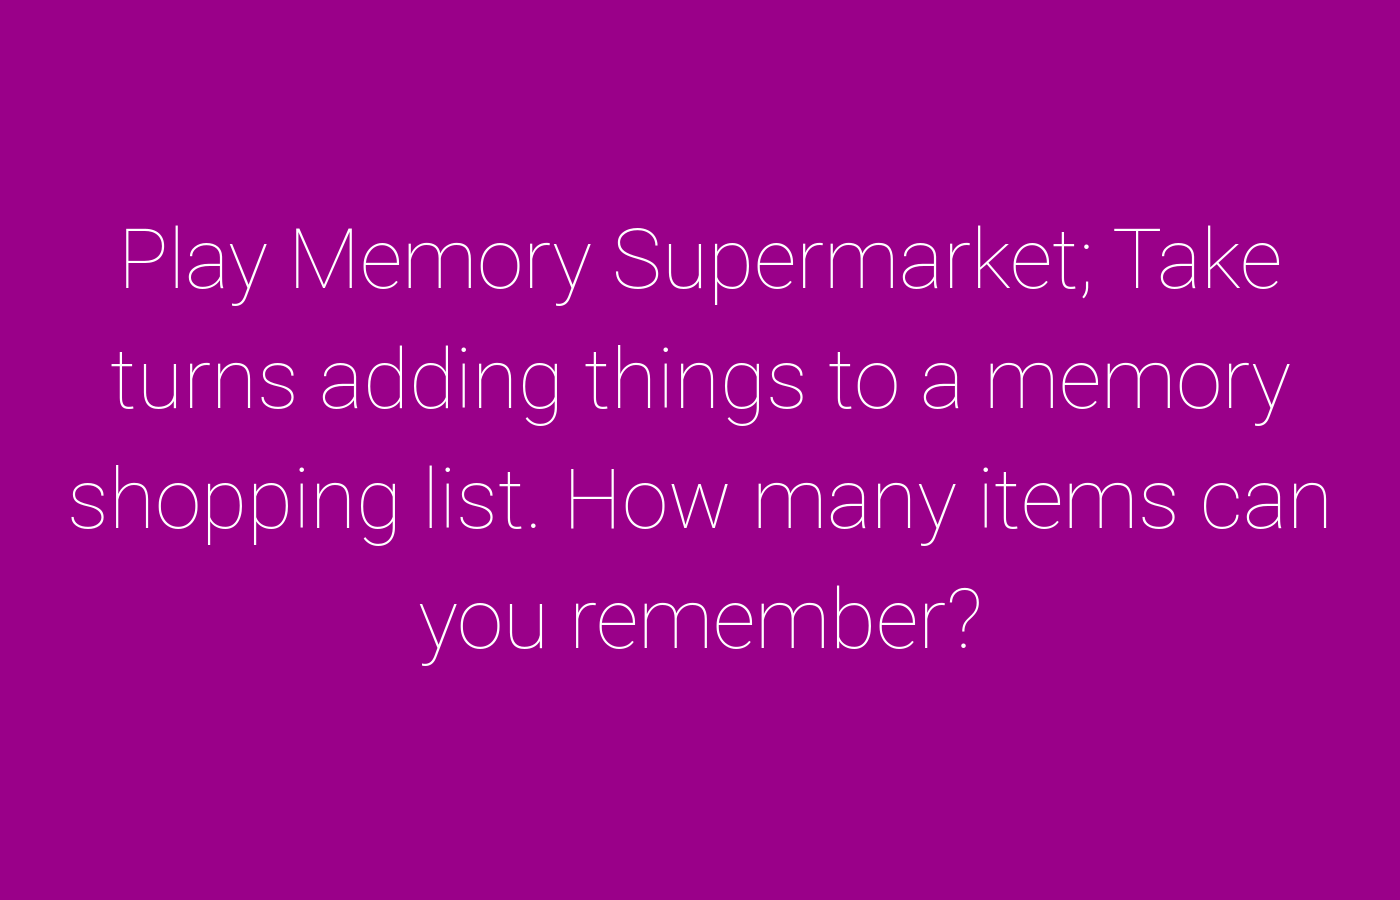 Play Memory Supermarket; Take
turns adding things to a memory
shopping list. How many items can
you remember?